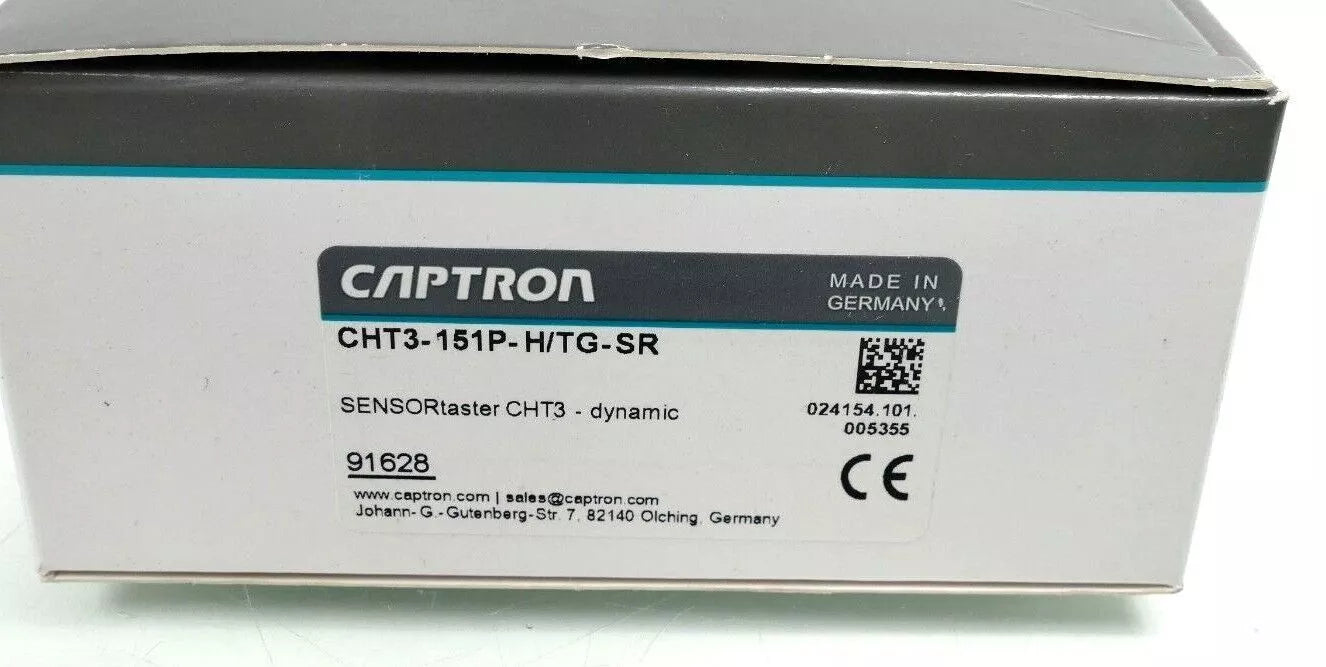 CAPTRON
MADE IN
GERMANY
CHT3-151P-H/TG-SR
SENSORtaster CHT3 - dynamic
024154.101.
005355
91628
CE
www.captron.com | sales@captron.com
Johann-G.-Gutenberg-Str. 7, 82140 Olching, Germany